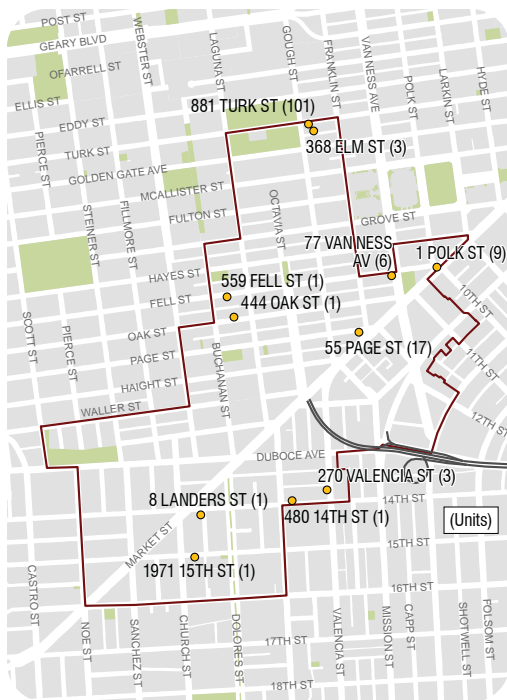 POST ST
GEARY BLVD
OFARRELL ST
ELLIS ST
EDDY ST
TURK ST
GOLDEN GATE AVE
MCALLISTER ST
FULTON ST
WEBSTER ST
LAGUNA ST
GOUGH ST
FRANKLIN ST
VAN NESS AVE
POLK ST
LARKIN ST
HYDE ST
881 TURK ST (101)
368 ELM ST (3)
PIERCE ST
STEINER ST
FILLMORE ST
OCTAVIA ST
GROVE ST
77 VAN NESS
AV (6)
1 POLK ST (9)
HAYES ST
FELL ST
559 FELL ST (1)
444 OAK ST (1)
10TH ST
SCOTT ST
PIERCE ST
OAK ST
PAGE ST
HAIGHT ST
WALLER ST
BUCHANAN ST
55 PAGE ST (17)
11TH ST
12TH ST
DUBOCE AVE
270 VALENCIA ST (3)
8 LANDERS ST (1)
480 14TH ST (1)
14TH ST
(Units)
MARKET ST
1971 15TH ST (1)
15TH ST
16TH ST
CASTRO ST
NOE ST
SANCHEZ ST
CHURCH ST
DOLORES ST
VALENCIA ST
MISSION ST
CAPP ST
SHOTWELL ST
FOLSOM ST
17TH ST
18TH ST